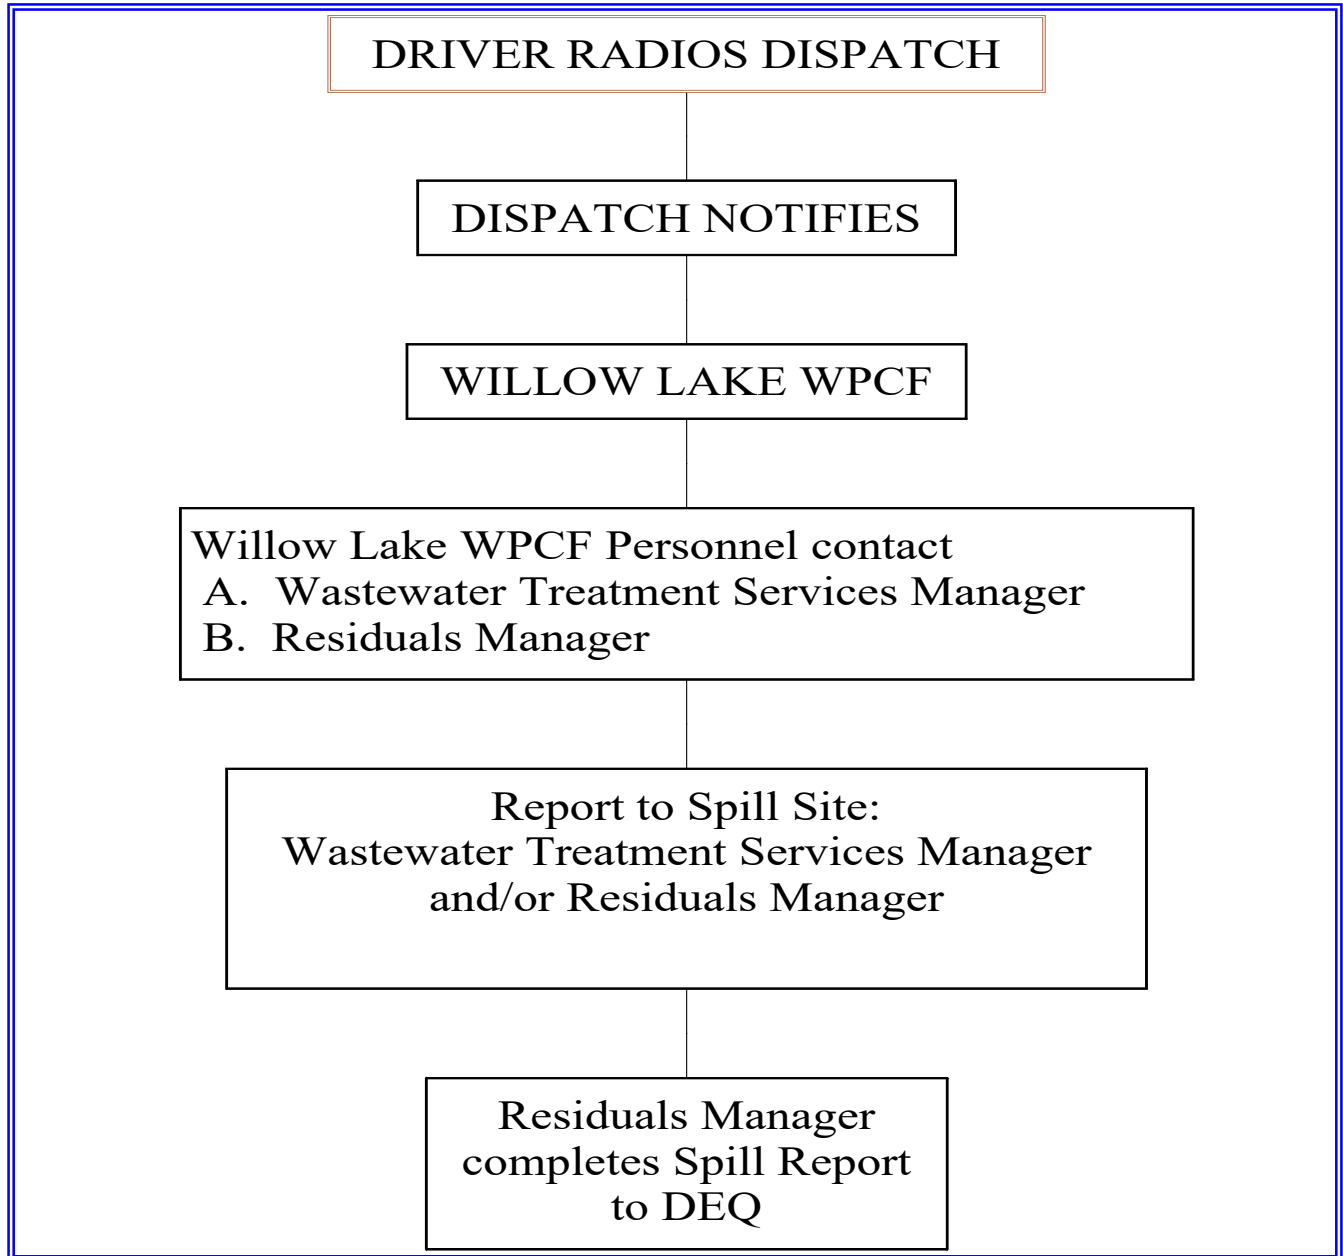 DRIVER RADIOS DISPATCH
DISPATCH NOTIFIES
WILLOW LAKE WPCF
Willow Lake WPCF Personnel contact
A. Wastewater Treatment Services Manager
B. Residuals Manager
Report to Spill Site:
Wastewater Treatment Services Manager
and/or Residuals Manager
Residuals Manager
completes Spill Report
to DEQ